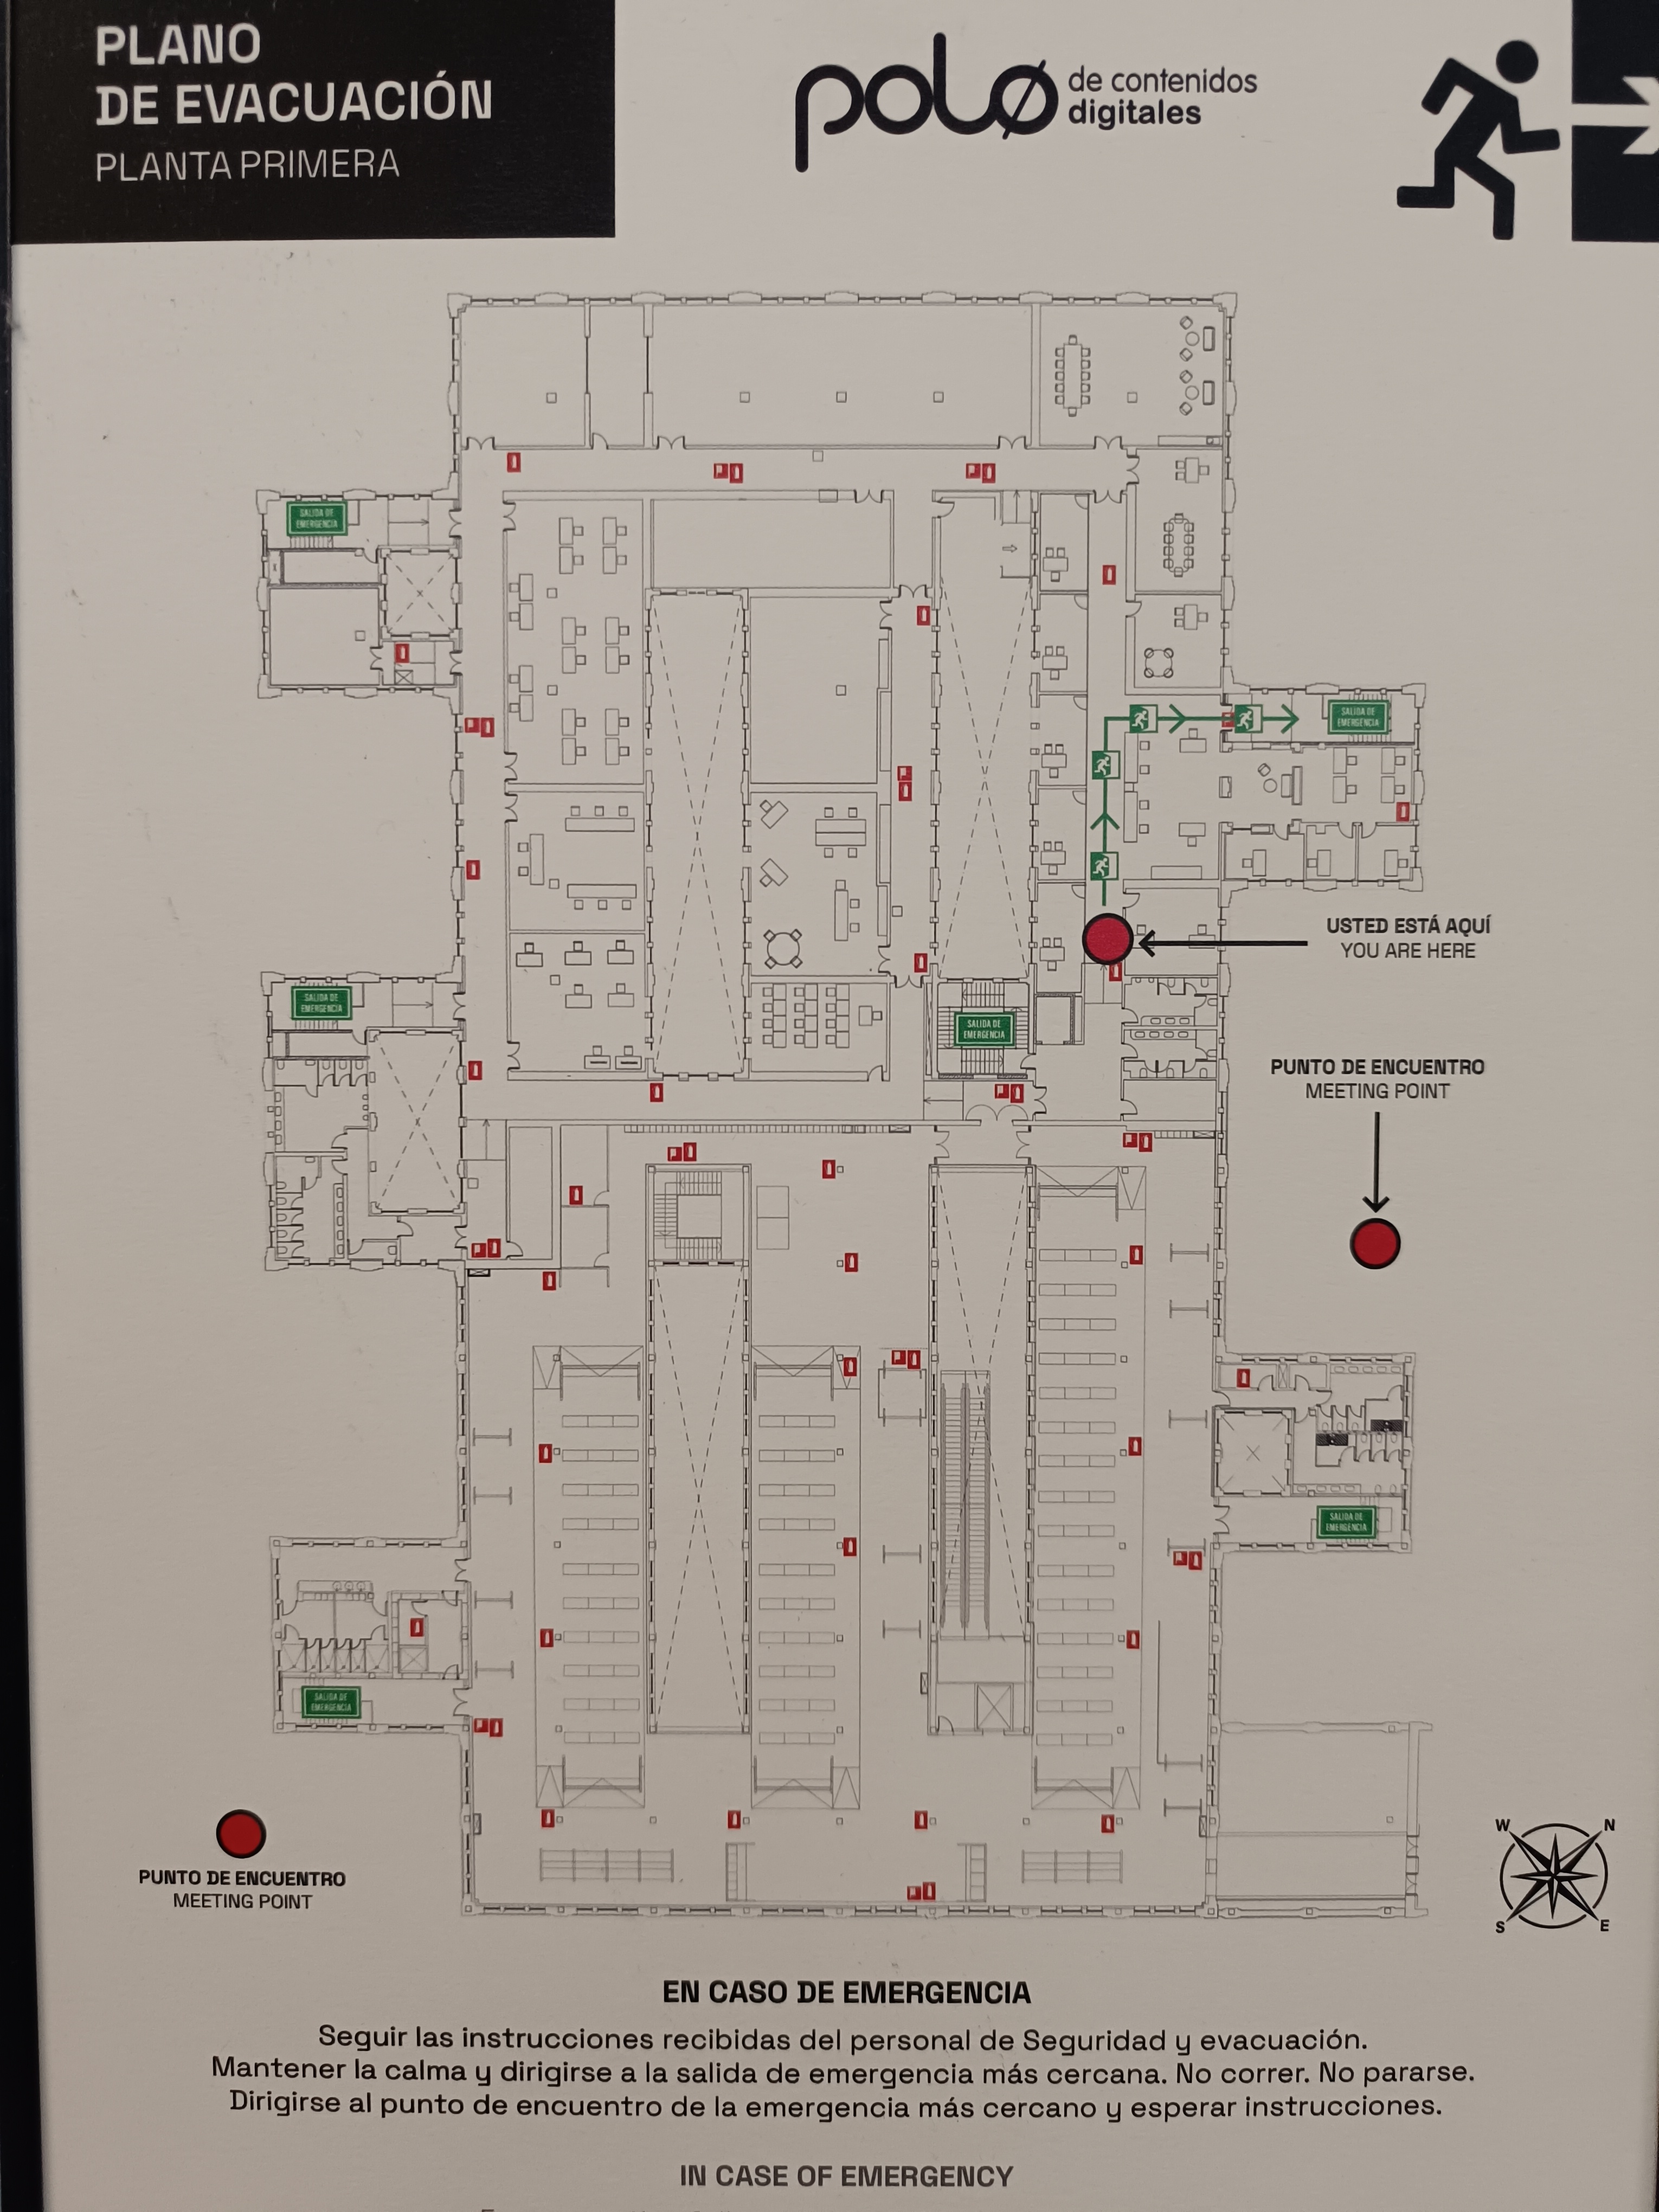 PLANO
DE EVACUACIÓN
PLANTA PRIMERA
polo
de contenidos
digitales
SALIDA DE
EMERGENCIA
SALIDA DE
EMERGENCIA
USTED ESTÁ AQUÍ
YOU ARE HERE
SALIDA DE
EMERGENCIA
SALIDA DE
EMERGENCIA
PUNTO DE ENCUENTRO
MEETING POINT
SALIDA DE
EMERGENCIA
SALIDA DE
EMERGENCIA
PUNTO DE ENCUENTRO
MEETING POINT
W
N
S
E
EN CASO DE EMERGENCIA
Seguir las instrucciones recibidas del personal de Seguridad y evacuación.
Mantener la calma y dirigirse a la salida de emergencia más cercana. No correr. No pararse.
Dirigirse al punto de encuentro de la emergencia más cercano y esperar instrucciones.
IN CASE OF EMERGENCY